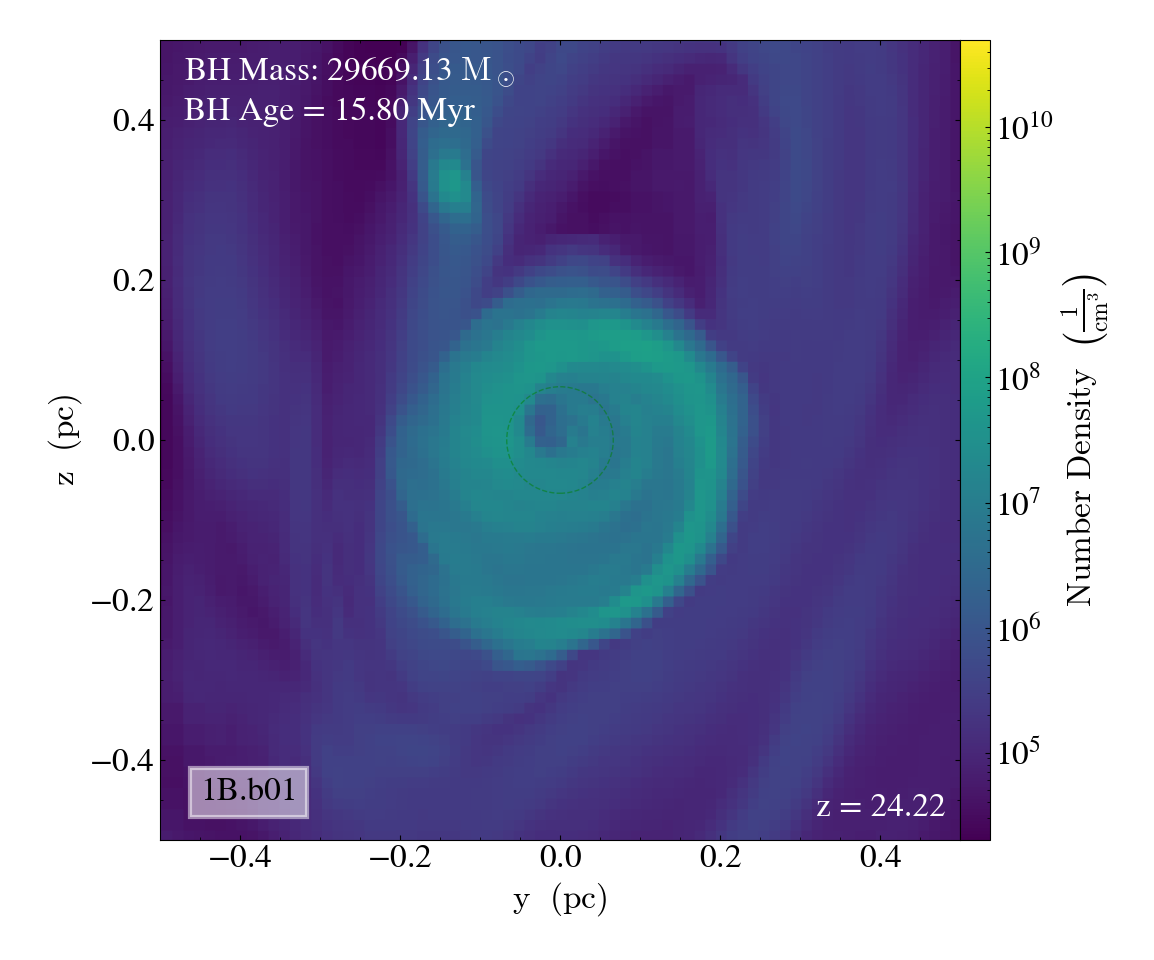 BH Mass: 29669.13 M⊙
BH Age = 15.80 Myr
0.4
0.2
0.0
−0.2
−0.4
z (pc)
1B.b01
z = 24.22
−0.4 −0.2 0.0 0.2 0.4
y (pc)
10¹⁰
10⁹
10⁸
10⁷
10⁶
10⁵
Number Density (1/cm³)